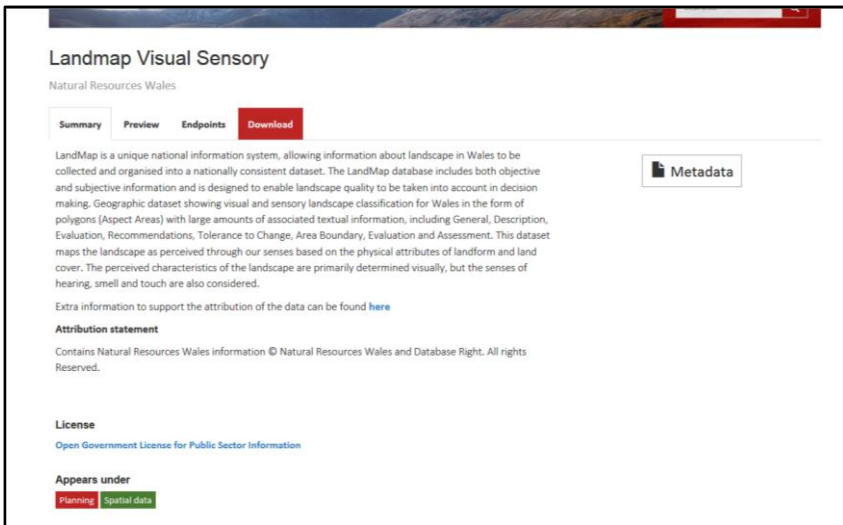 Landmap Visual Sensory
Natural Resources Wales
Summary Preview Endpoints Download
LandMap is a unique national information system, allowing information about landscape in Wales to be
collected and organised into a nationally consistent dataset. The LandMap database includes both objective
and subjective information and is designed to enable landscape quality to be taken into account in decision
making. Geographic dataset showing visual and sensory landscape classification for Wales in the form of
polygons (Aspect Areas) with large amounts of associated textual information, including General, Description,
Evaluation, Recommendations, Tolerance to Change, Area Boundary, Evaluation and Assessment. This dataset
maps the landscape as perceived through our senses based on the physical attributes of landform and land
cover. The perceived characteristics of the landscape are primarily determined visually, but the senses of
hearing, smell and touch are also considered.
Metadata
Extra information to support the attribution of the data can be found here
Attribution statement
Contains Natural Resources Wales information © Natural Resources Wales and Database Right. All rights
Reserved.
License
Open Government License for Public Sector Information
Appears under
Planning Spatial data